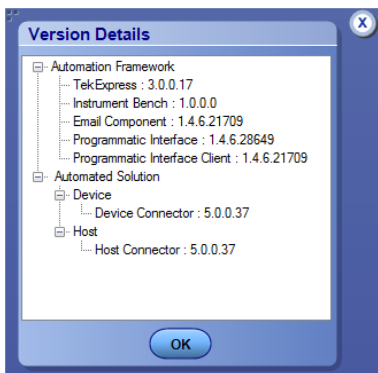 Version Details
X
Automation Framework
TekExpress : 3.0.0.17
Instrument Bench : 1.0.0.0
Email Component : 1.4.6.21709
Programmatic Interface : 1.4.6.28649
Programmatic Interface Client : 1.4.6.21709
Automated Solution
Device
Device Connector : 5.0.0.37
Host
Host Connector : 5.0.0.37
OK